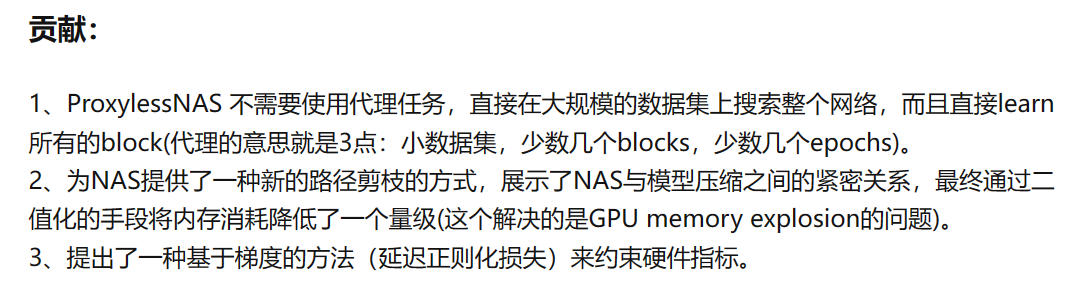 贡献：
1、ProxylessNAS 不需要使用代理任务，直接在大规模的数据集上搜索整个网络，而且直接learn
所有的block(代理的意思就是3点：小数据集，少数几个blocks，少数几个epochs)。
2、为NAS提供了一种新的路径剪枝的方式，展示了NAS与模型压缩之间的紧密关系，最终通过二
值化的手段将内存消耗降低了一个量级(这个解决的是GPU memory explosion的问题)。
3、提出了一种基于梯度的方法（延迟正则化损失）来约束硬件指标。